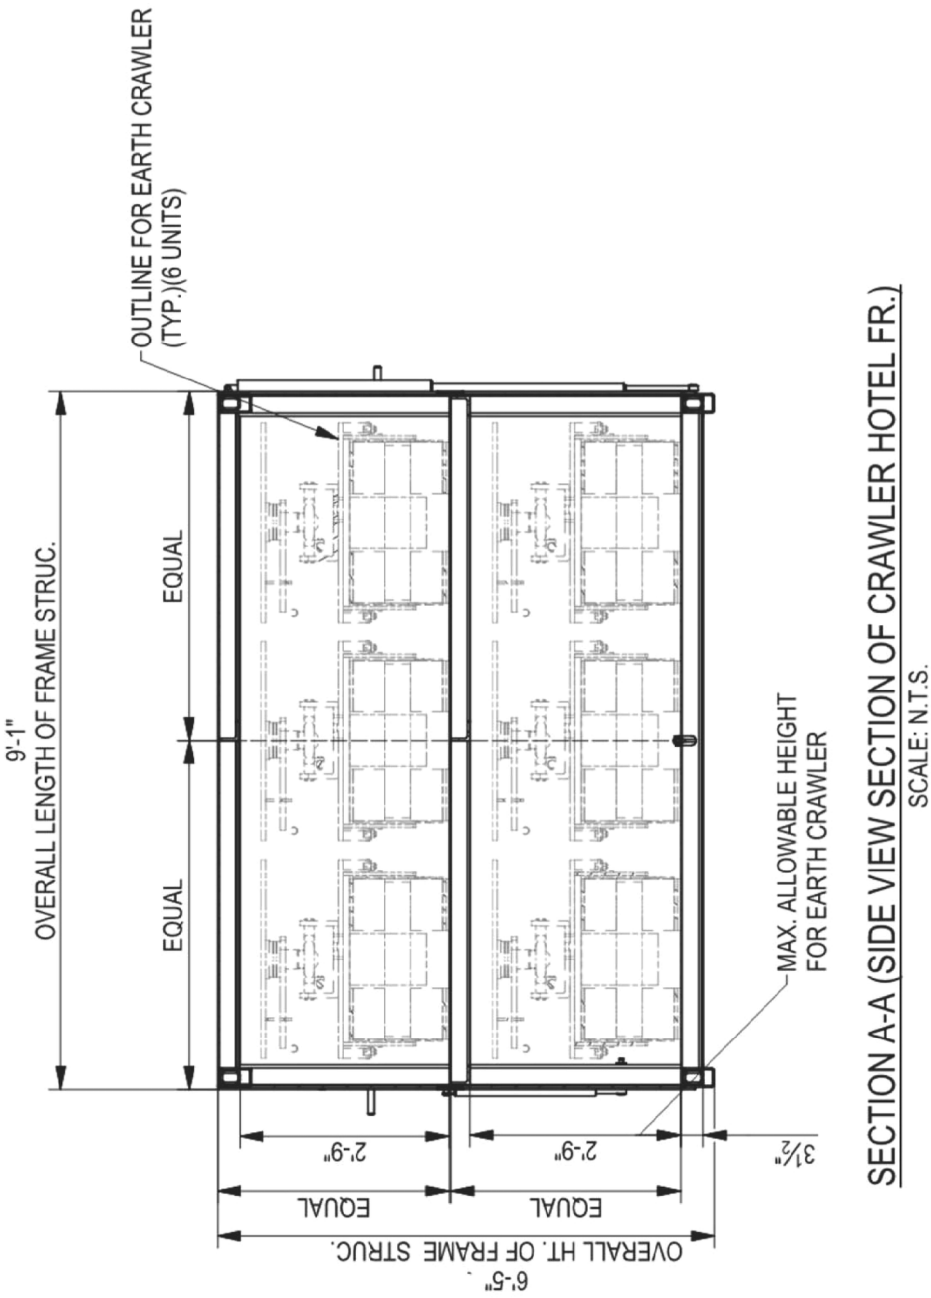 9'-1"
OVERALL LENGTH OF FRAME STRUC.
EQUAL
EQUAL
OUTLINE FOR EARTH CRAWLER
(TYP.)(6 UNITS)
6'-5"
OVERALL HT. OF FRAME STRUC.
EQUAL
EQUAL
2'-9"
2'-9"
3½"
MAX. ALLOWABLE HEIGHT
FOR EARTH CRAWLER
SECTION A-A (SIDE VIEW SECTION OF CRAWLER HOTEL FR.)
SCALE: N.T.S.